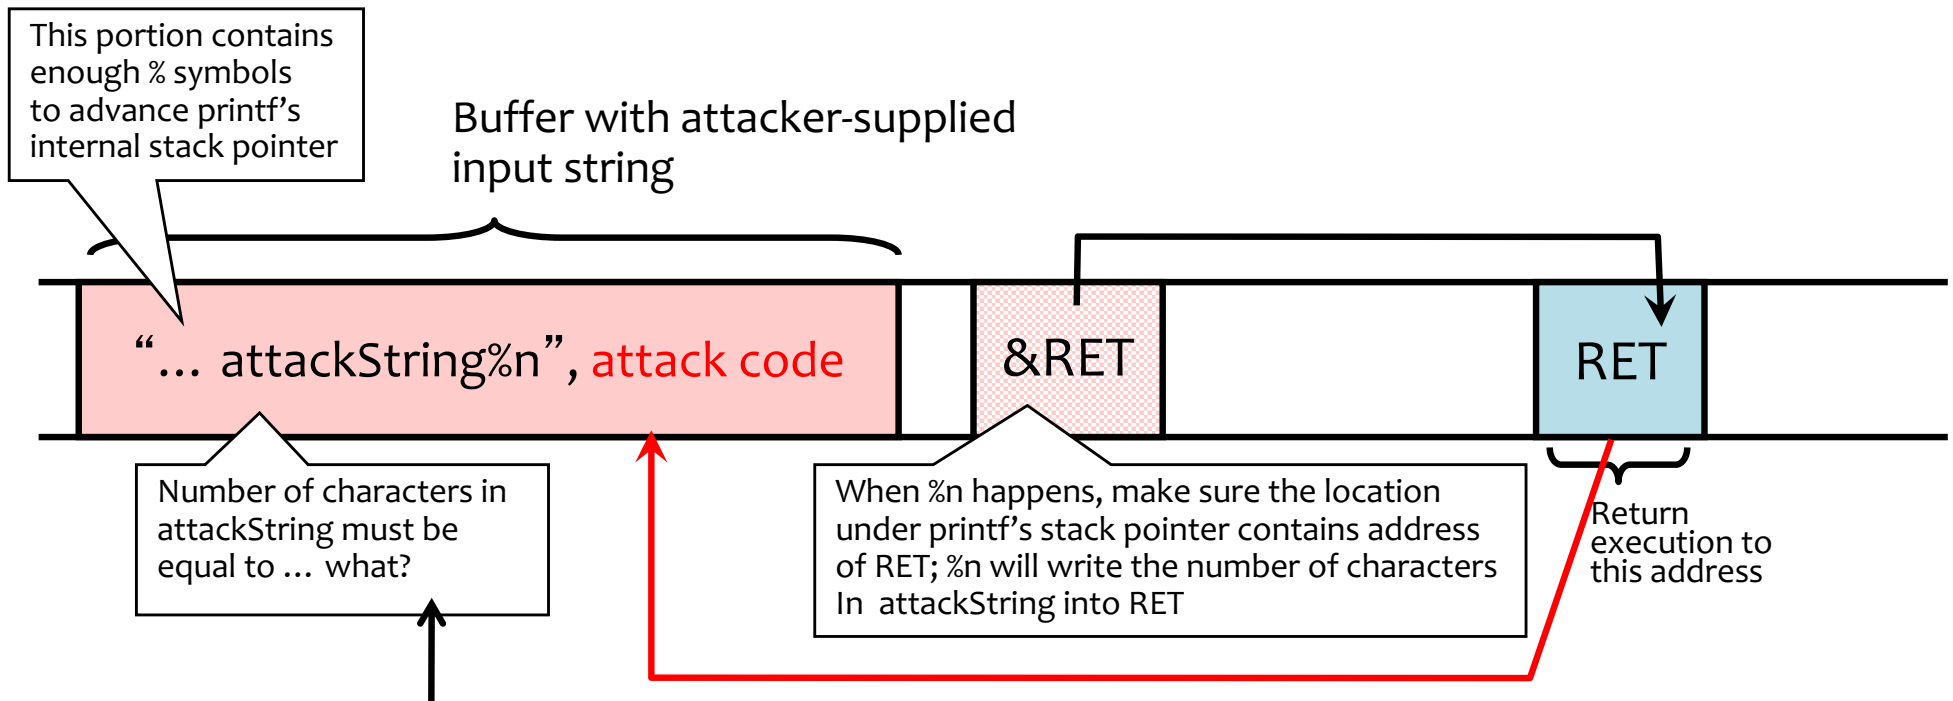 This portion contains
enough % symbols
to advance printf’s
internal stack pointer
Buffer with attacker-supplied
input string
“… attackString%n”, attack code
&RET
RET
Number of characters in
attackString must be
equal to … what?
When %n happens, make sure the location
under printf’s stack pointer contains address
of RET; %n will write the number of characters
In attackString into RET
Return
execution to
this address